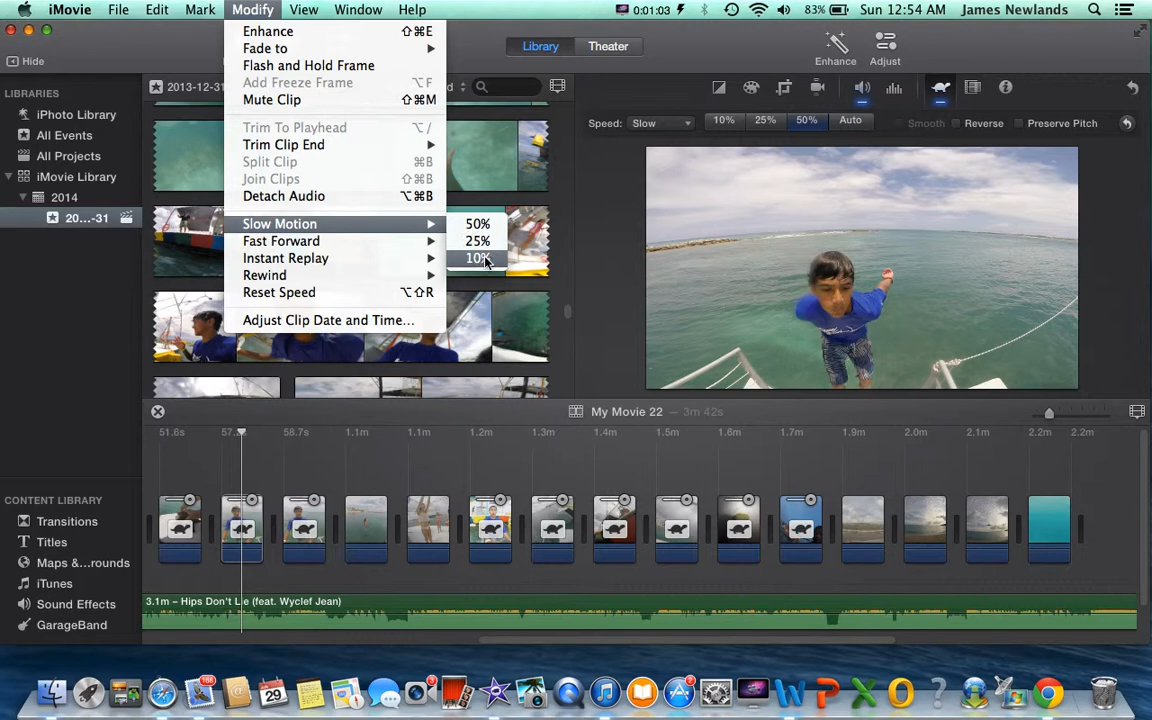 iMovie File Edit Mark Modify View Window Help
(1:01:03) 83% Sun 12:54 AM James Newlands
Hide
Library Theater
Enhance Adjust
LIBRARIES
iPhoto Library
All Events
All Projects
iMovie Library
2014
20...-31
2013-12-31
Enhance ⇧⌘E
Fade to
Flash and Hold Frame
Add Freeze Frame ⌥F
Mute Clip ⇧⌘M
Trim To Playhead ⌥/
Trim Clip End
Split Clip ⌘B
Join Clips ⇧⌘B
Detach Audio ⌥⌘B
Slow Motion
Fast Forward
Instant Replay
Rewind
Reset Speed ⌥⇧R
Adjust Clip Date and Time...
50%
25%
10%
Speed: Slow 10% 25% 50% Auto Smooth Reverse Preserve Pitch
My Movie 22 – 3m 42s
51.6s 58.7s 1.1m 1.1m 1.2m 1.3m 1.4m 1.5m 1.6m 1.7m 1.9m 2.0m 2.1m 2.2m 2.2m
CONTENT LIBRARY
Transitions
Titles
Maps &...rounds
iTunes
Sound Effects
GarageBand
3.1m – Hips Don't Lie (feat. Wyclef Jean)